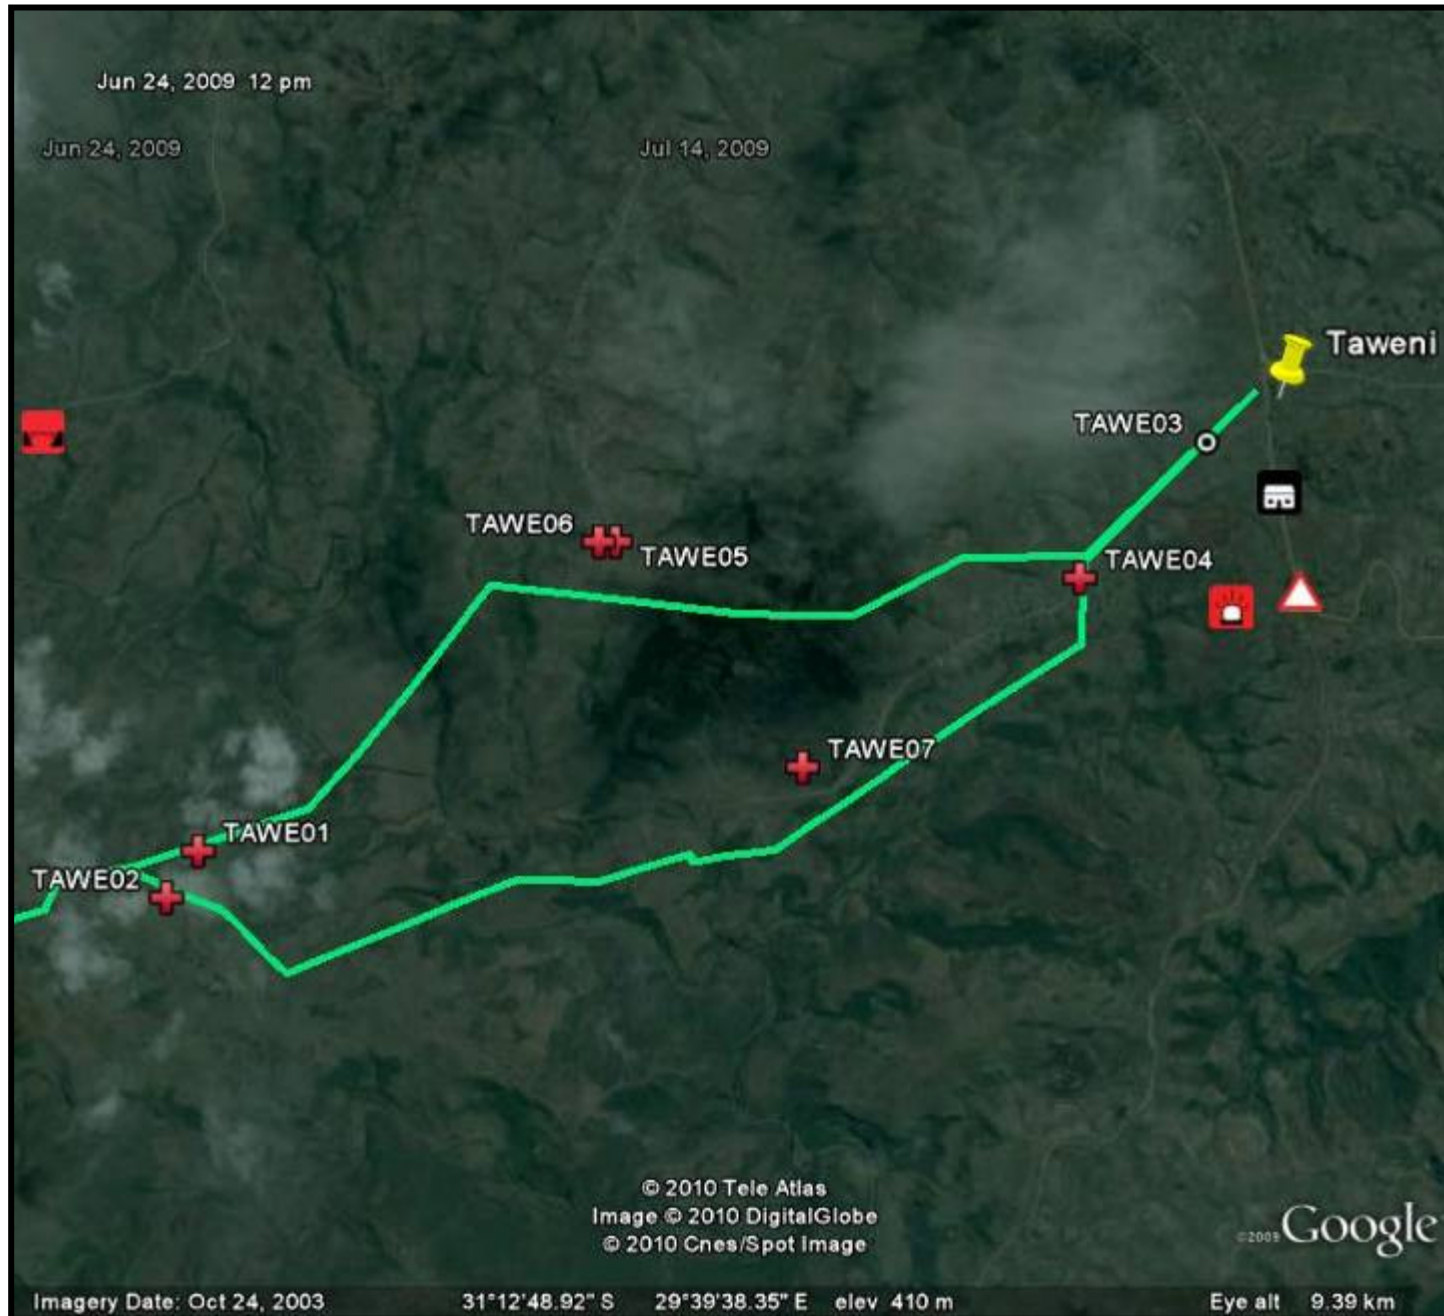 Jun 24, 2009 12 pm
Jun 24, 2009
Jul 14, 2009
Taweni
TAWE03
TAWE06
TAWE05
TAWE04
TAWE07
TAWE01
TAWE02
© 2010 Tele Atlas
Image © 2010 DigitalGlobe
© 2010 Cnes/Spot Image
©2009 Google
Imagery Date: Oct 24, 2003 31°12'48.92" S 29°39'38.35" E elev 410 m Eye alt 9.39 km